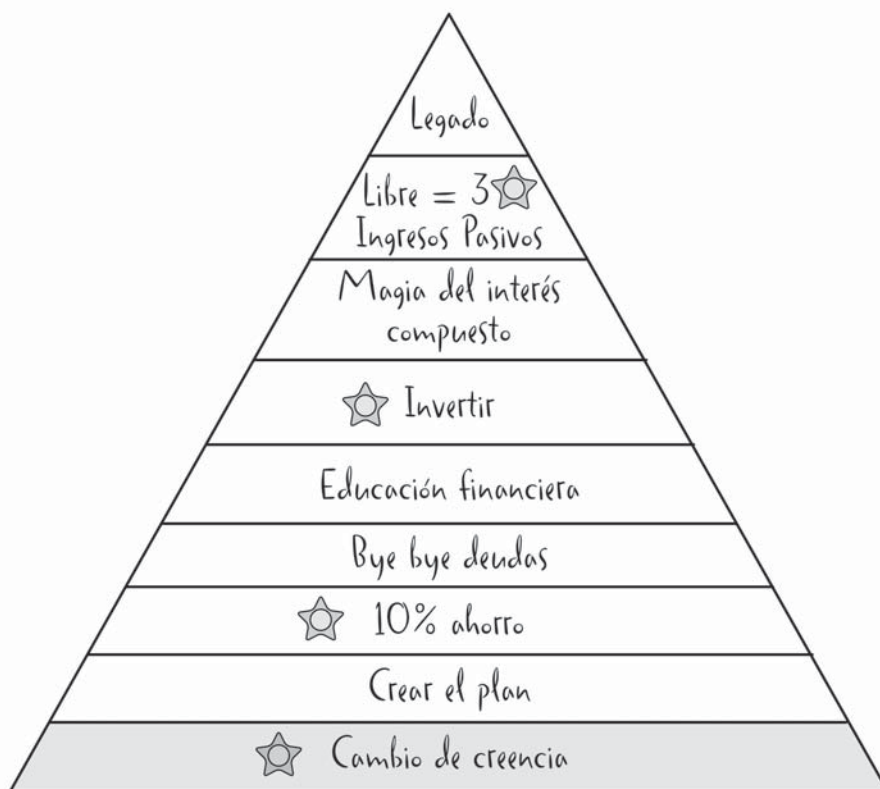 Legado
Libre = 3
Ingresos Pasivos
Magia del interés
compuesto
Invertir
Educación financiera
Bye bye deudas
10% ahorro
Crear el plan
Cambio de creencia